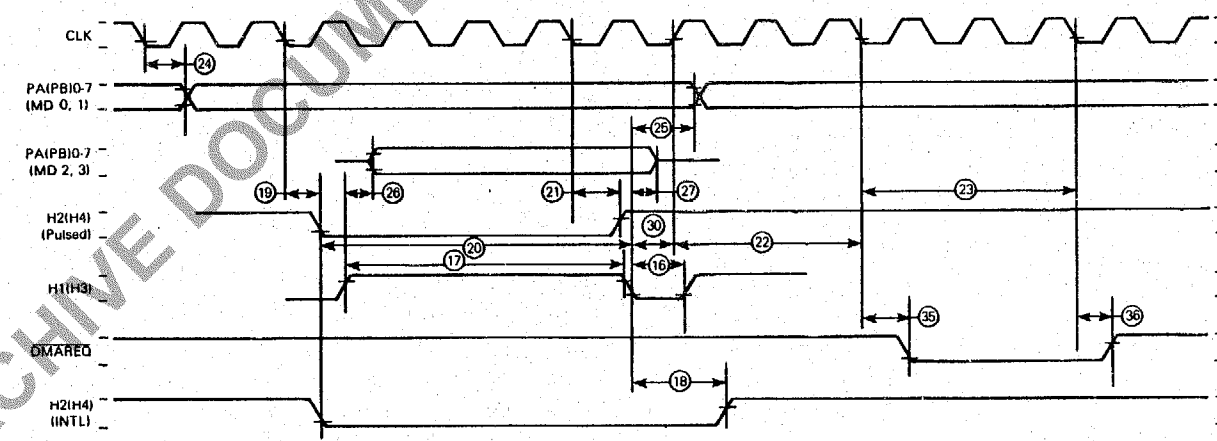 CLK
24
PA(PB)0-7
(MD 0, 1)
25
PA(PB)0-7
(MD 2, 3)
19
26
21
27
23
H2(H4)
(Pulsed)
20
30
22
17
16
H1(H3)
35
36
DMAREQ
18
H2(H4)
(INTL)
ARCHIVE DOCUM